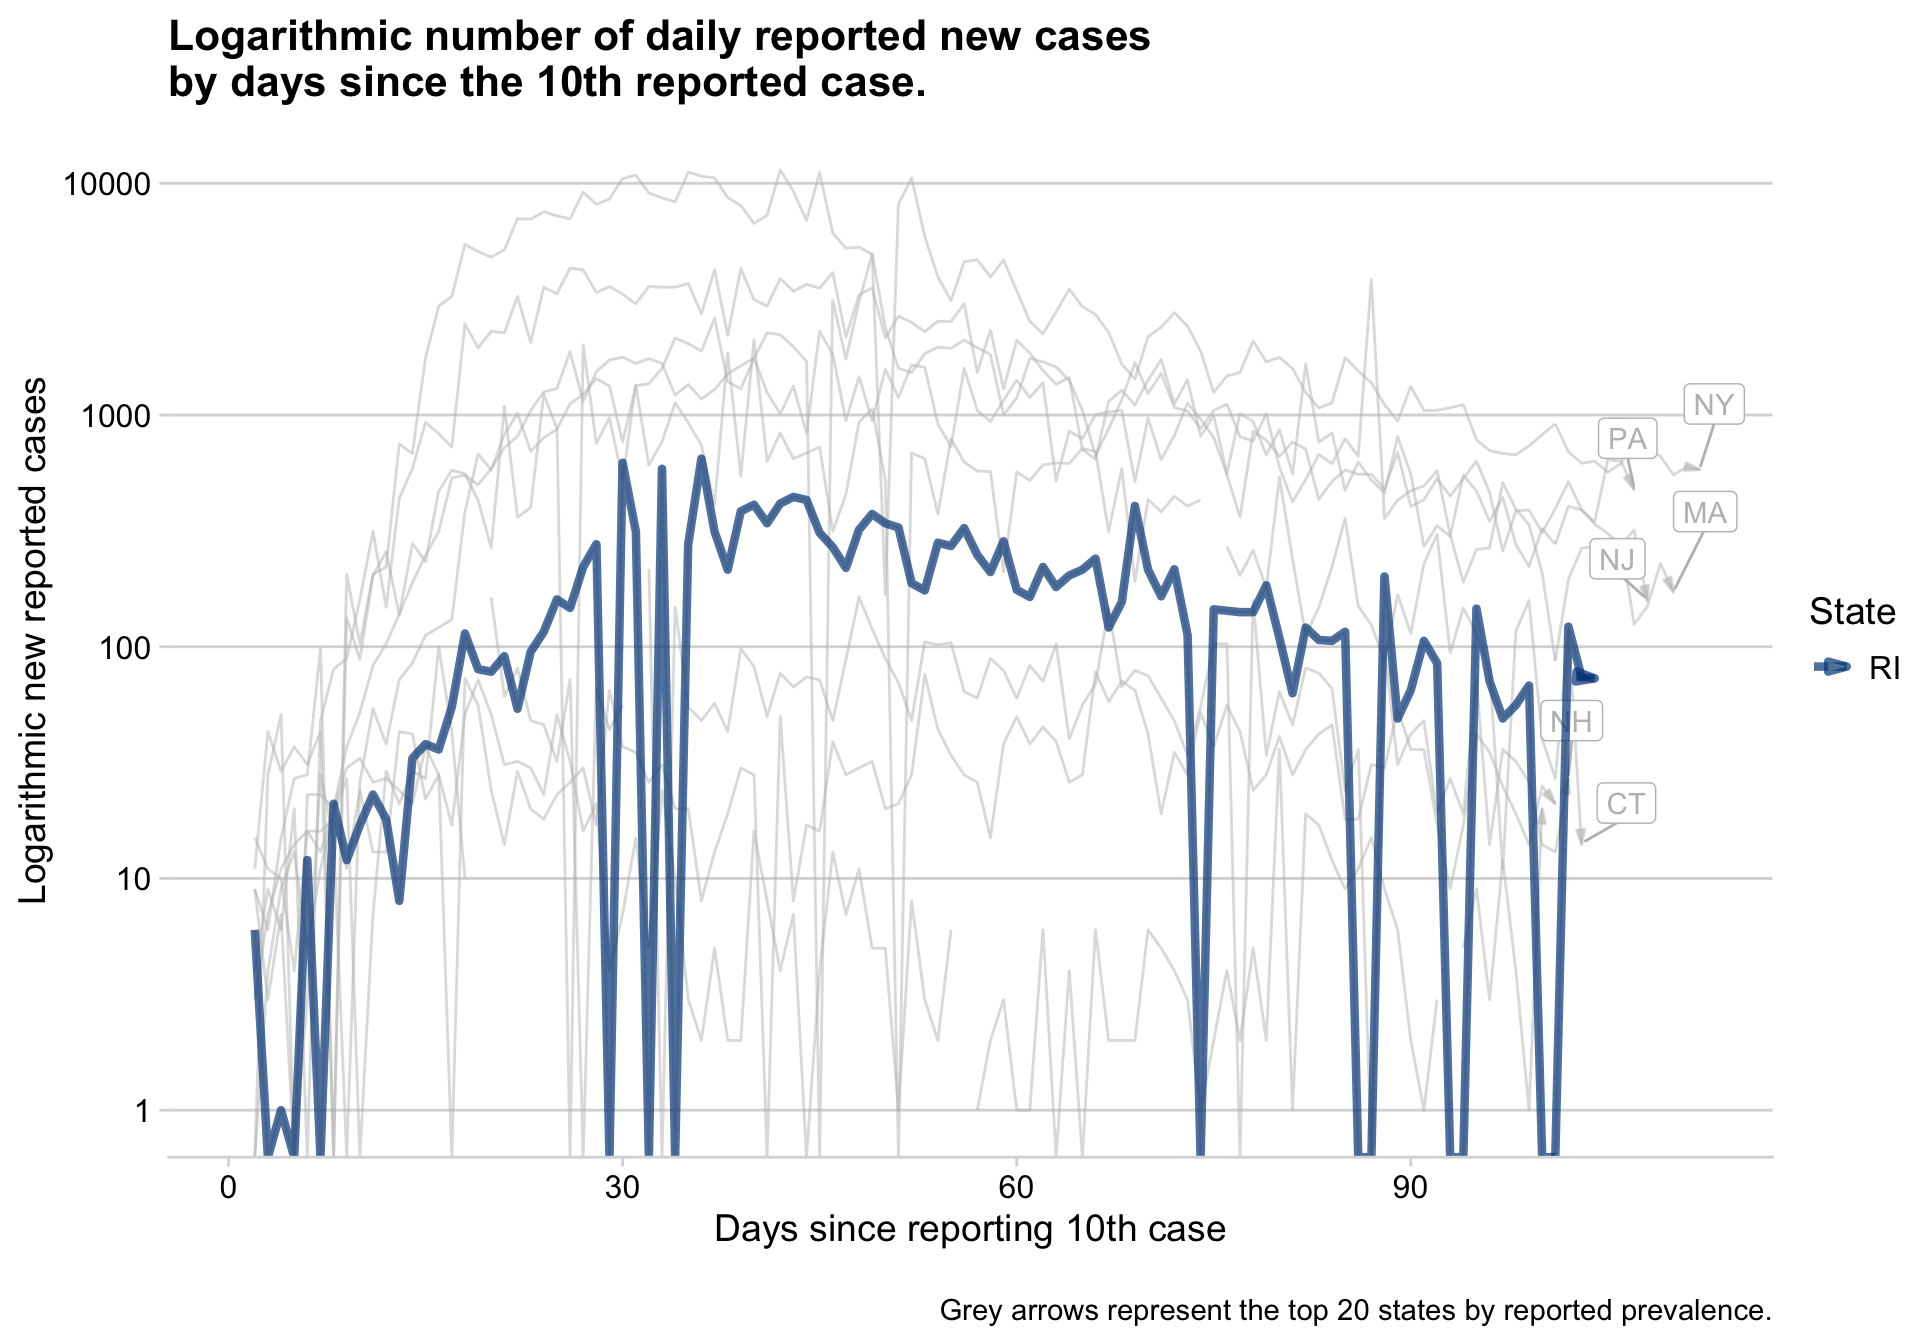 Logarithmic number of daily reported new cases
by days since the 10th reported case.
Logarithmic new reported cases
10000
1000
100
10
1
NY
PA
MA
NJ
NH
CT
State
RI
0
30
60
90
Days since reporting 10th case
Grey arrows represent the top 20 states by reported prevalence.